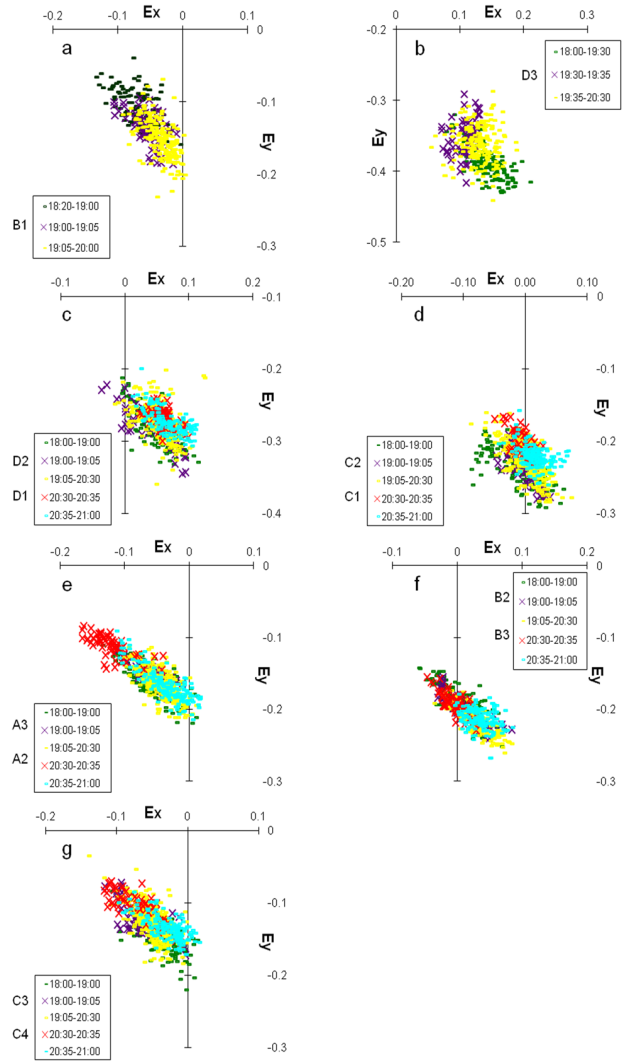 Ex
-0.2 -0.1 0
0
a
-0.1
Ey
-0.2
-0.3
18:20-19:00
B1 19:00-19:05
19:05-20:00
Ex
0 0.1 0.2 0.3
-0.2
b
18:00-19:30
D3 19:30-19:35
19:35-20:30
-0.3
Ey
-0.4
-0.5
Ex
-0.1 0 0.1 0.2
-0.1
c
-0.2
Ey
-0.3
-0.4
18:00-19:00
D2 19:00-19:05
19:05-20:30
D1 20:30-20:35
20:35-21:00
Ex
-0.20 -0.10 0.00 0.10
0
d
-0.1
Ey
-0.2
-0.3
18:00-19:00
C2 19:00-19:05
19:05-20:30
C1 20:30-20:35
20:35-21:00
Ex
-0.2 -0.1 0 0.1
0
e
-0.1
Ey
-0.2
-0.3
18:00-19:00
A3 19:00-19:05
19:05-20:30
A2 20:30-20:35
20:35-21:00
Ex
-0.1 0 0.1 0.2
0
f
18:00-19:00
B2 19:00-19:05
19:05-20:30
B3 20:30-20:35
20:35-21:00
-0.1
Ey
-0.2
-0.3
Ex
-0.2 -0.1 0 0.1
0
g
-0.1
Ey
-0.2
-0.3
18:00-19:00
C3 19:00-19:05
19:05-20:30
C4 20:30-20:35
20:35-21:00